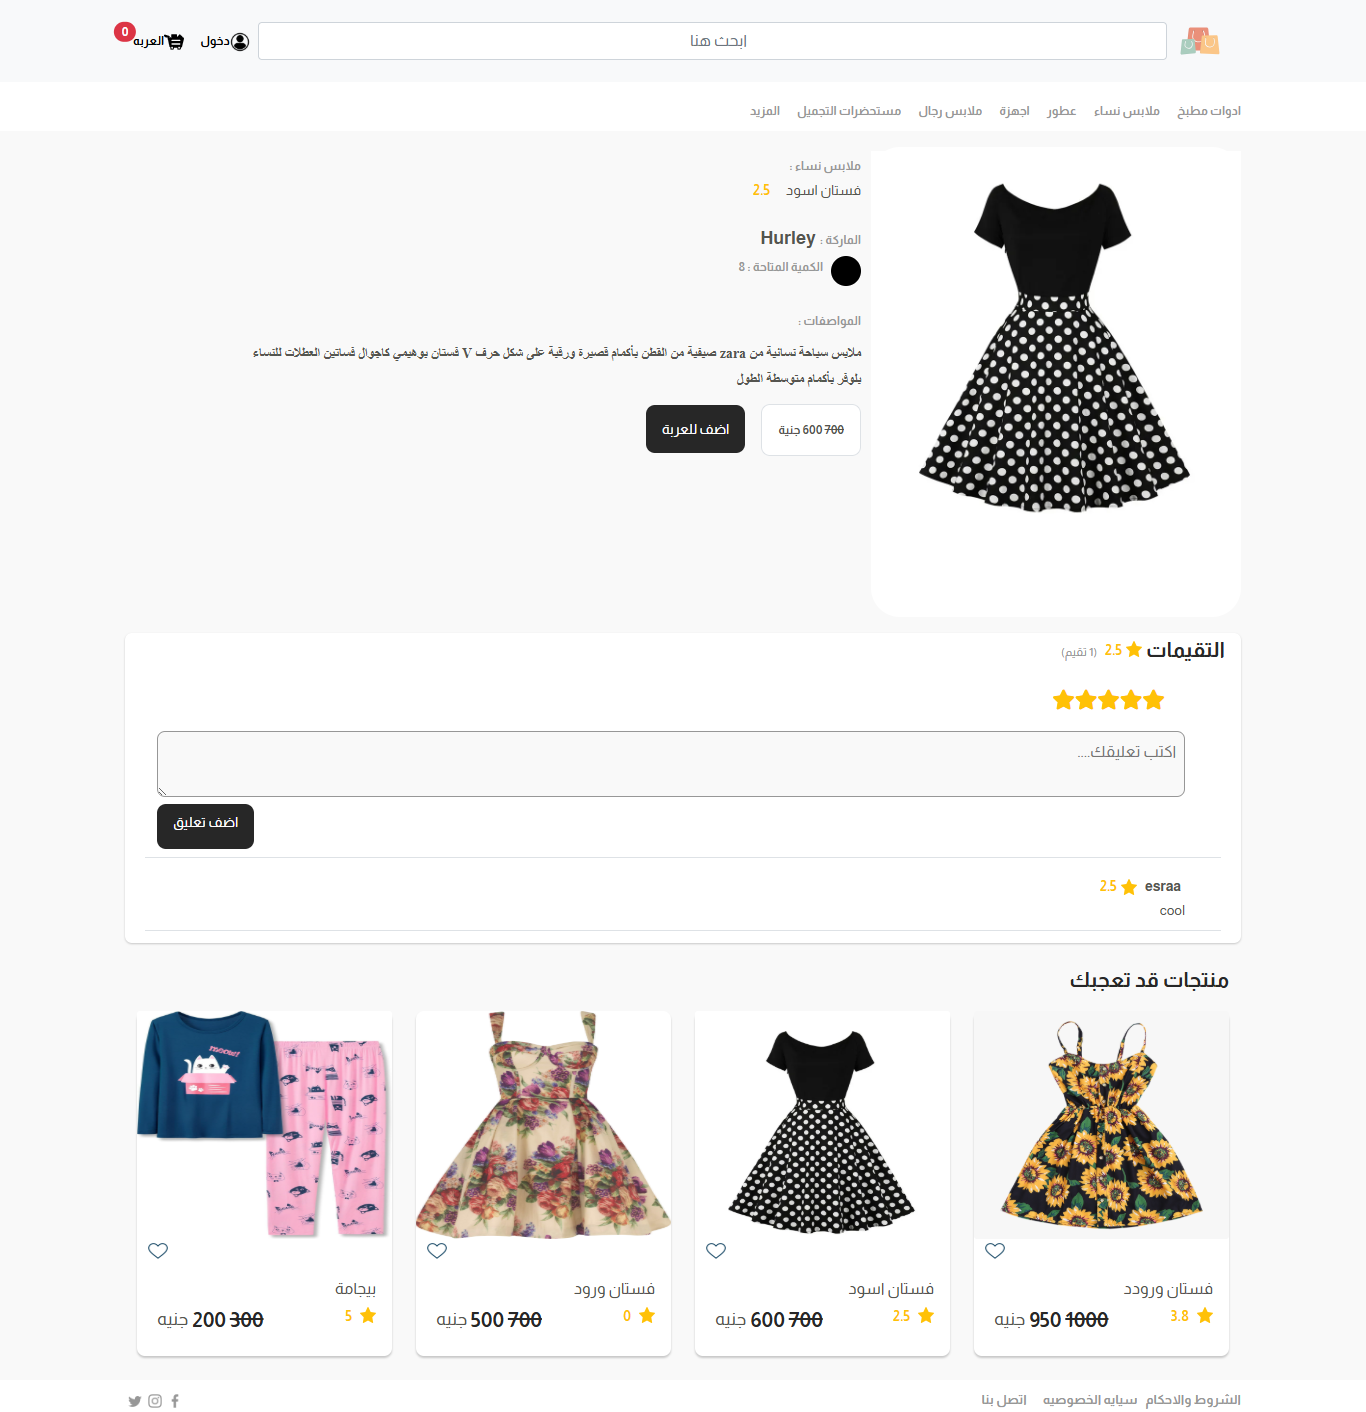 ابحث هنا
دخول
العربه
0
ادوات مطبخ
ملابس نساء
عطور
اجهزة
ملابس رجال
مستحضرات التجميل
المزيد
ملابس نساء :
فستان اسود 2.5
الماركة : Hurley
الكمية المتاحة : 8
المواصفات :
ملابس سياحة نسائية من zara صيفية من القطن بأكمام قصيرة ورقبة على شكل حرف V فستان بوهيمي كاجوال فساتين العطلات للنساء
بلوفر بأكمام متوسطة الطول
700 600 جنية
اضف للعربة
التقيمات 2.5 (1 تقيم)
اكتب تعليقك....
اضف تعليق
esraa 2.5
cool
منتجات قد تعجبك
فستان ورودد
3.8
1000 950 جنيه
فستان اسود
2.5
700 600 جنيه
فستان ورود
0
700 500 جنيه
meow!
بيجامة
5
300 200 جنيه
الشروط والاحكام
سيايه الخصوصيه
اتصل بنا